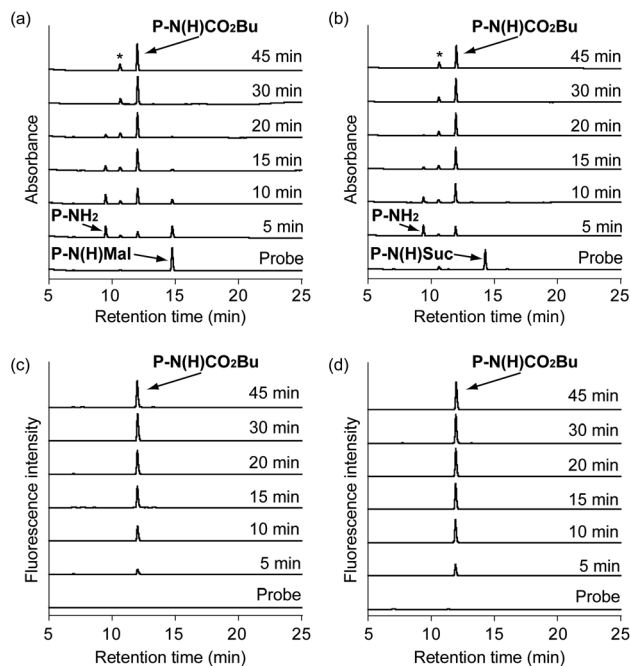 (a)
P-N(H)CO₂Bu
*
45 min
30 min
20 min
15 min
10 min
P-NH₂
5 min
P-N(H)Mal
Probe
Absorbance
5 10 15 20 25
Retention time (min)
(b)
P-N(H)CO₂Bu
*
45 min
30 min
20 min
15 min
10 min
P-NH₂
5 min
P-N(H)Suc
Probe
Absorbance
5 10 15 20 25
Retention time (min)
(c)
P-N(H)CO₂Bu
45 min
30 min
20 min
15 min
10 min
5 min
Probe
Fluorescence intensity
5 10 15 20 25
Retention time (min)
(d)
P-N(H)CO₂Bu
45 min
30 min
20 min
15 min
10 min
5 min
Probe
Fluorescence intensity
5 10 15 20 25
Retention time (min)